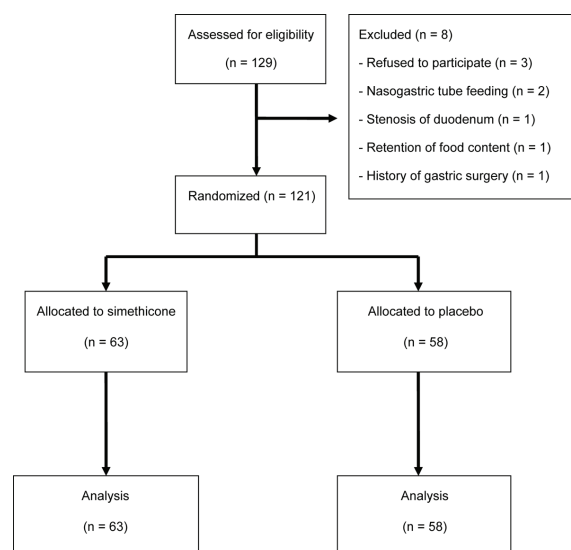 Assessed for eligibility
(n = 129)
Excluded (n = 8)
- Refused to participate (n = 3)
- Nasogastric tube feeding (n = 2)
- Stenosis of duodenum (n = 1)
- Retention of food content (n = 1)
- History of gastric surgery (n = 1)
Randomized (n = 121)
Allocated to simethicone
(n = 63)
Allocated to placebo
(n = 58)
Analysis
(n = 63)
Analysis
(n = 58)